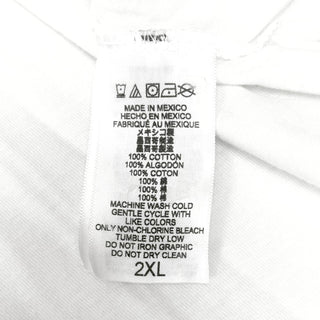 MADE IN MEXICO
HECHO EN MÉXICO
FABRIQUÉ AU MEXIQUE
メキシコ製
墨西哥製造
墨西哥制造
100% COTTON
100% ALGODÓN
100% COTON
100% 綿
100% 棉
100% 棉
MACHINE WASH COLD
GENTLE CYCLE WITH
LIKE COLORS
ONLY NON-CHLORINE BLEACH
TUMBLE DRY LOW
DO NOT IRON GRAPHIC
DO NOT DRY CLEAN
2XL